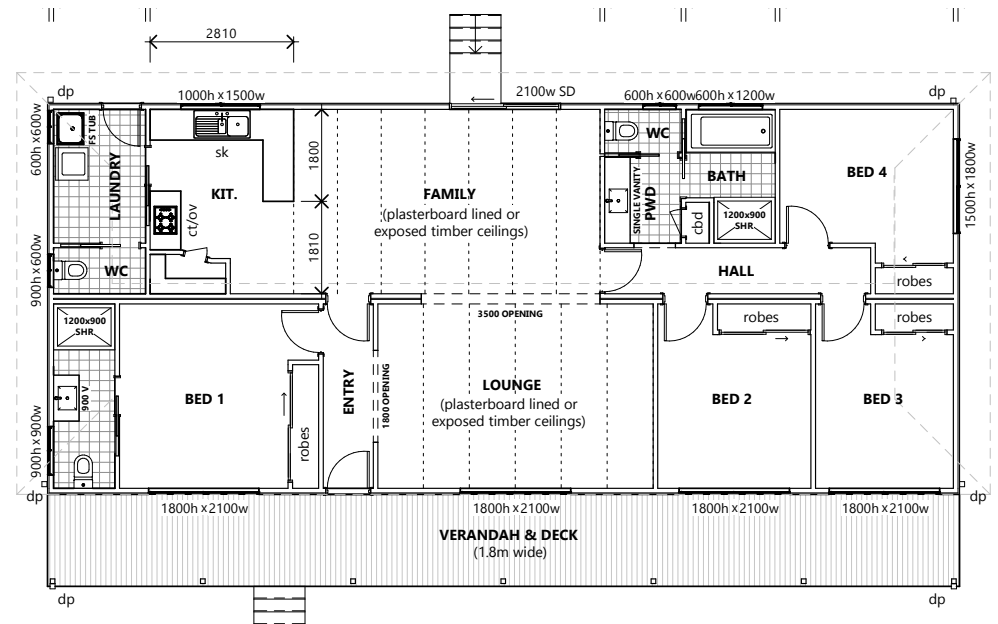 2810
dp
1000h x 1500w
2100w SD
600h x 600w
600h x 1200w
dp
600h x 600w
FS TUB
LAUNDRY
sk
KIT.
ct/ov
1800
1810
FAMILY
(plasterboard lined or
exposed timber ceilings)
WC
SINGLE VANITY
PWD
BATH
cbd
1200x900
SHR
BED 4
1500h x 1800w
900h x 600w
WC
HALL
robes
1200x900
SHR
3500 OPENING
robes
robes
900 V
BED 1
robes
ENTRY
1800 OPENING
LOUNGE
(plasterboard lined or
exposed timber ceilings)
BED 2
BED 3
900h x 900w
dp
dp
1800h x 2100w
1800h x 2100w
1800h x 2100w
1800h x 2100w
VERANDAH & DECK
(1.8m wide)
dp
dp